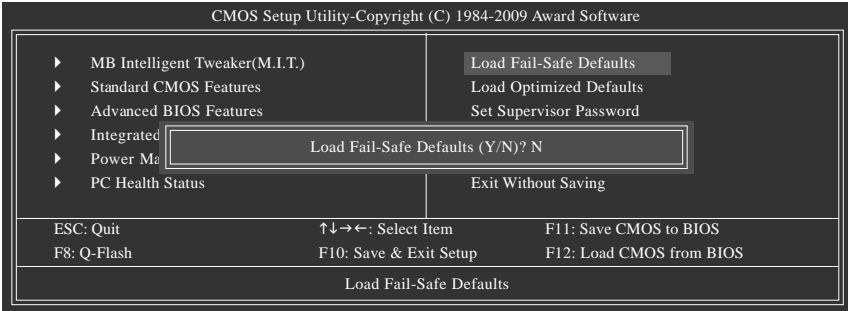 CMOS Setup Utility-Copyright (C) 1984-2009 Award Software
MB Intelligent Tweaker(M.I.T.)
Standard CMOS Features
Advanced BIOS Features
Integrated
Power Ma
PC Health Status
Load Fail-Safe Defaults
Load Optimized Defaults
Set Supervisor Password
Exit Without Saving
Load Fail-Safe Defaults (Y/N)? N
ESC: Quit
↑↓→←: Select Item
F11: Save CMOS to BIOS
F8: Q-Flash
F10: Save & Exit Setup
F12: Load CMOS from BIOS
Load Fail-Safe Defaults